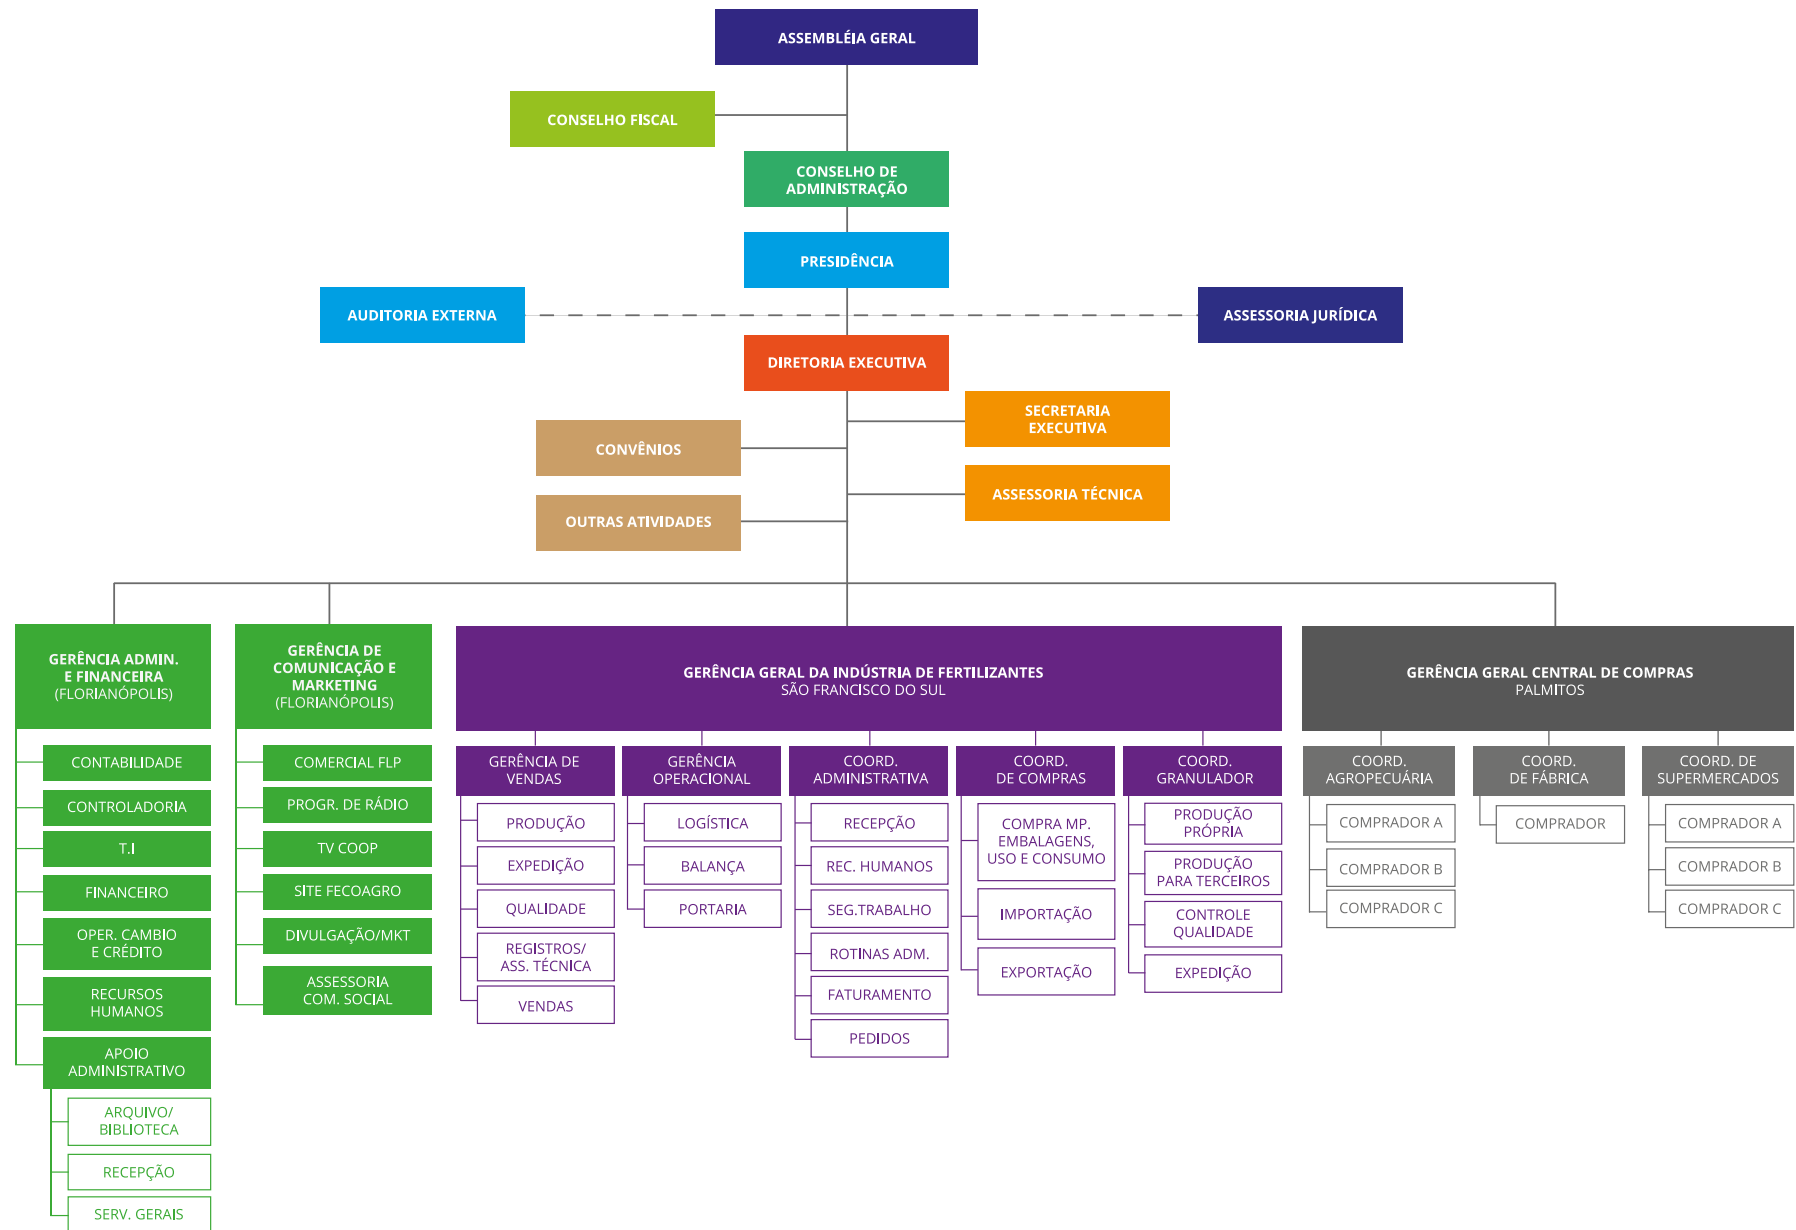 ASSEMBLÉIA GERAL
CONSELHO FISCAL
CONSELHO DE
ADMINISTRAÇÃO
PRESIDÊNCIA
AUDITORIA EXTERNA
ASSESSORIA JURÍDICA
DIRETORIA EXECUTIVA
SECRETARIA
EXECUTIVA
CONVÊNIOS
ASSESSORIA TÉCNICA
OUTRAS ATIVIDADES
GERÊNCIA ADMIN.
E FINANCEIRA
(FLORIANÓPOLIS)
CONTABILIDADE
CONTROLADORIA
T.I
FINANCEIRO
OPER. CAMBIO
E CRÉDITO
RECURSOS
HUMANOS
APOIO
ADMINISTRATIVO
ARQUIVO/
BIBLIOTECA
RECEPÇÃO
SERV. GERAIS
GERÊNCIA DE
COMUNICAÇÃO E
MARKETING
(FLORIANÓPOLIS)
COMERCIAL FLP
PROGR. DE RÁDIO
TV COOP
SITE FECOAGRO
DIVULGAÇÃO/MKT
ASSESSORIA
COM. SOCIAL
GERÊNCIA GERAL DA INDÚSTRIA DE FERTILIZANTES
SÃO FRANCISCO DO SUL
GERÊNCIA DE
VENDAS
PRODUÇÃO
EXPEDIÇÃO
QUALIDADE
REGISTROS/
ASS. TÉCNICA
VENDAS
GERÊNCIA
OPERACIONAL
LOGÍSTICA
BALANÇA
PORTARIA
COORD.
ADMINISTRATIVA
RECEPÇÃO
REC. HUMANOS
SEG.TRABALHO
ROTINAS ADM.
FATURAMENTO
PEDIDOS
COORD.
DE COMPRAS
COMPRA MP.
EMBALAGENS,
USO E CONSUMO
IMPORTAÇÃO
EXPORTAÇÃO
COORD.
GRANULADOR
PRODUÇÃO
PRÓPRIA
PRODUÇÃO
PARA TERCEIROS
CONTROLE
QUALIDADE
EXPEDIÇÃO
GERÊNCIA GERAL CENTRAL DE COMPRAS
PALMITOS
COORD.
AGROPECUÁRIA
COMPRADOR A
COMPRADOR B
COMPRADOR C
COORD.
DE FÁBRICA
COMPRADOR
COORD. DE
SUPERMERCADOS
COMPRADOR A
COMPRADOR B
COMPRADOR C